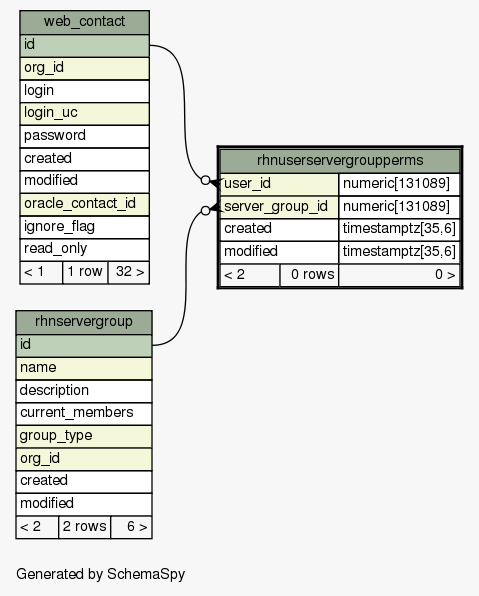 web_contact
id
org_id
login
login_uc
password
created
modified
oracle_contact_id
ignore_flag
read_only
< 1 1 row 32 >
rhnuserservergroupperms
user_id numeric[131089]
server_group_id numeric[131089]
created timestamptz[35,6]
modified timestamptz[35,6]
< 2 0 rows 0 >
rhnservergroup
id
name
description
current_members
group_type
org_id
created
modified
< 2 2 rows 6 >
Generated by SchemaSpy